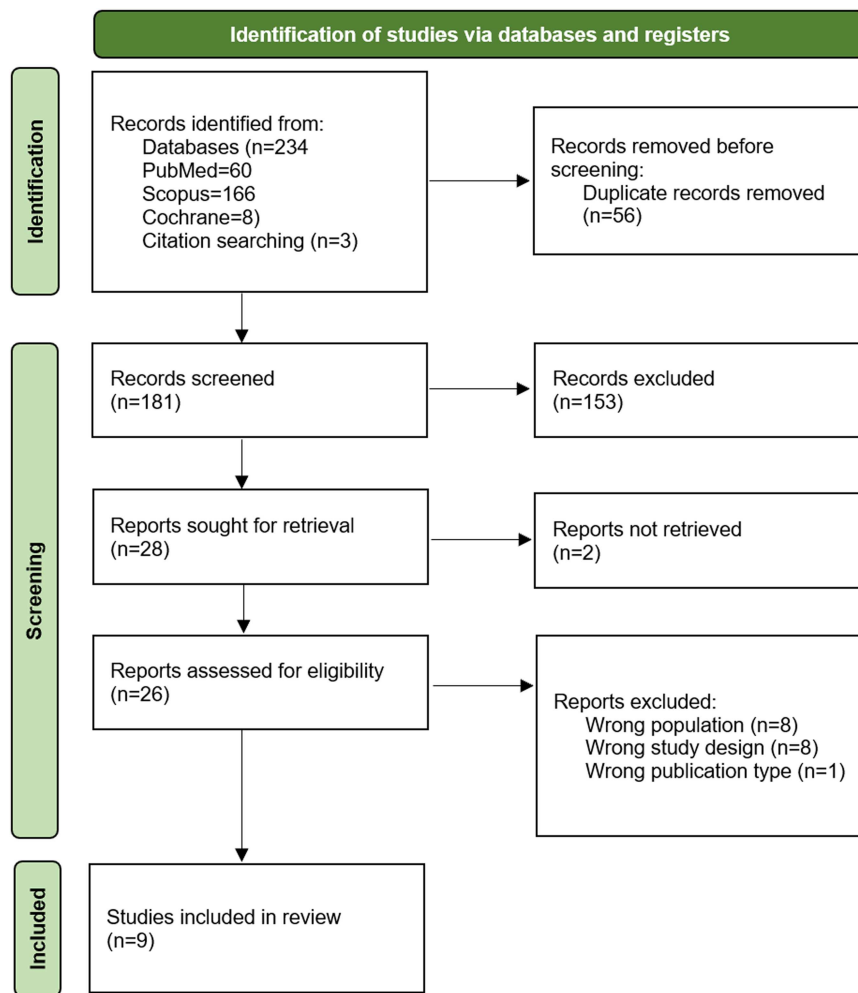 Identification of studies via databases and registers
Identification
Records identified from:
Databases (n=234
PubMed=60
Scopus=166
Cochrane=8)
Citation searching (n=3)
Records removed before
screening:
Duplicate records removed
(n=56)
Screening
Records screened
(n=181)
Records excluded
(n=153)
Reports sought for retrieval
(n=28)
Reports not retrieved
(n=2)
Reports assessed for eligibility
(n=26)
Reports excluded:
Wrong population (n=8)
Wrong study design (n=8)
Wrong publication type (n=1)
Included
Studies included in review
(n=9)